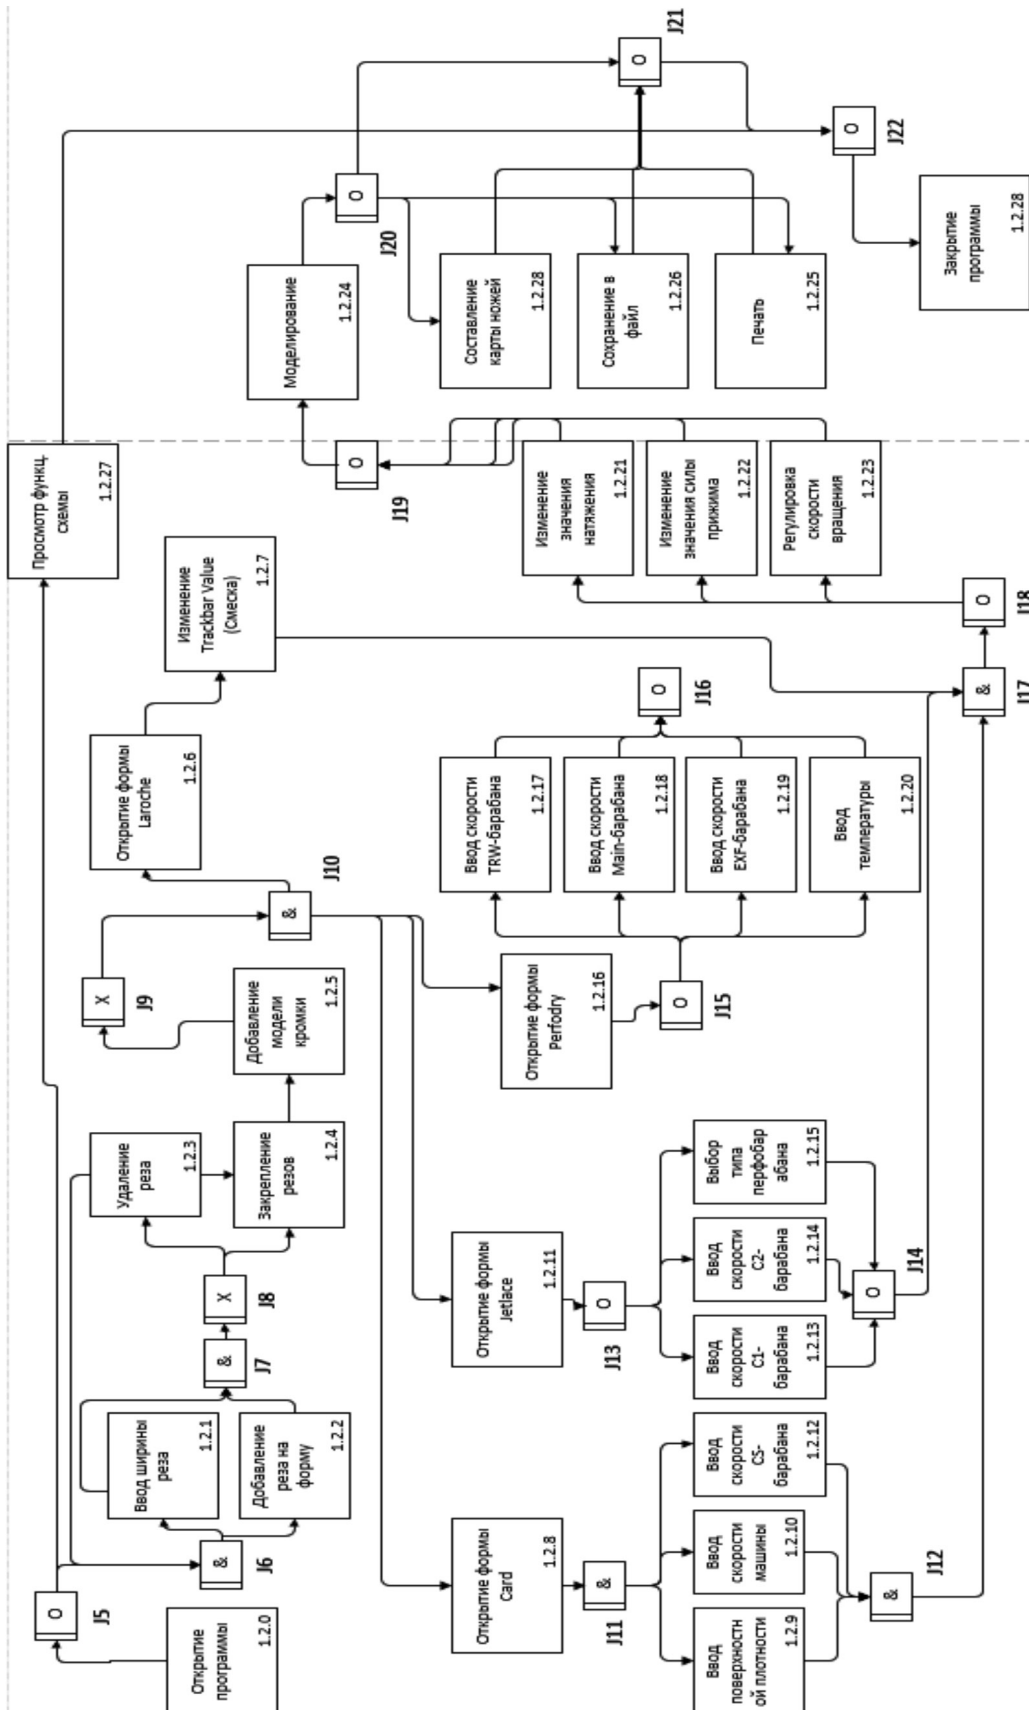 Открытие
программы
1.2.0
O
J5
&
J6
Ввод ширины
реза
1.2.1
Добавление
реза на
форму
1.2.2
&
J7
X
J8
Удаление
реза
1.2.3
Закрепление
резов
1.2.4
Добавление
модели
кромки
1.2.5
X
J9
&
J10
Открытие формы
Laroche
1.2.6
Изменение
Trackbar Value
(Смеска)
1.2.7
Просмотр функц.
схемы
1.2.27
Открытие формы
Card
1.2.8
&
J11
Ввод
поверхностн
ой плотности
1.2.9
Ввод
скорости
машины
1.2.10
Ввод
скорости
CS-
барабана
1.2.12
&
J12
Открытие формы
Jetlace
1.2.11
O
J13
Ввод
скорости
C1-
барабана
1.2.13
Ввод
скорости
C2-
барабана
1.2.14
Выбор
типа
перфобар
абана
1.2.15
O
J14
Открытие формы
Perfodry
1.2.16
O
J15
Ввод скорости
TRW-барабана
1.2.17
Ввод скорости
Main-барабана
1.2.18
Ввод скорости
EXF-барабана
1.2.19
Ввод
температуры
1.2.20
O
J16
&
J17
O
J18
Изменение
значения
натяжения
1.2.21
Изменение
значения силы
прижима
1.2.22
Регулировка
скорости
вращения
1.2.23
O
J19
Моделирование
1.2.24
O
J20
Составление
карты ножей
1.2.28
Сохранение в
файл
1.2.26
Печать
1.2.25
O
J21
O
J22
Закрытие
программы
1.2.28